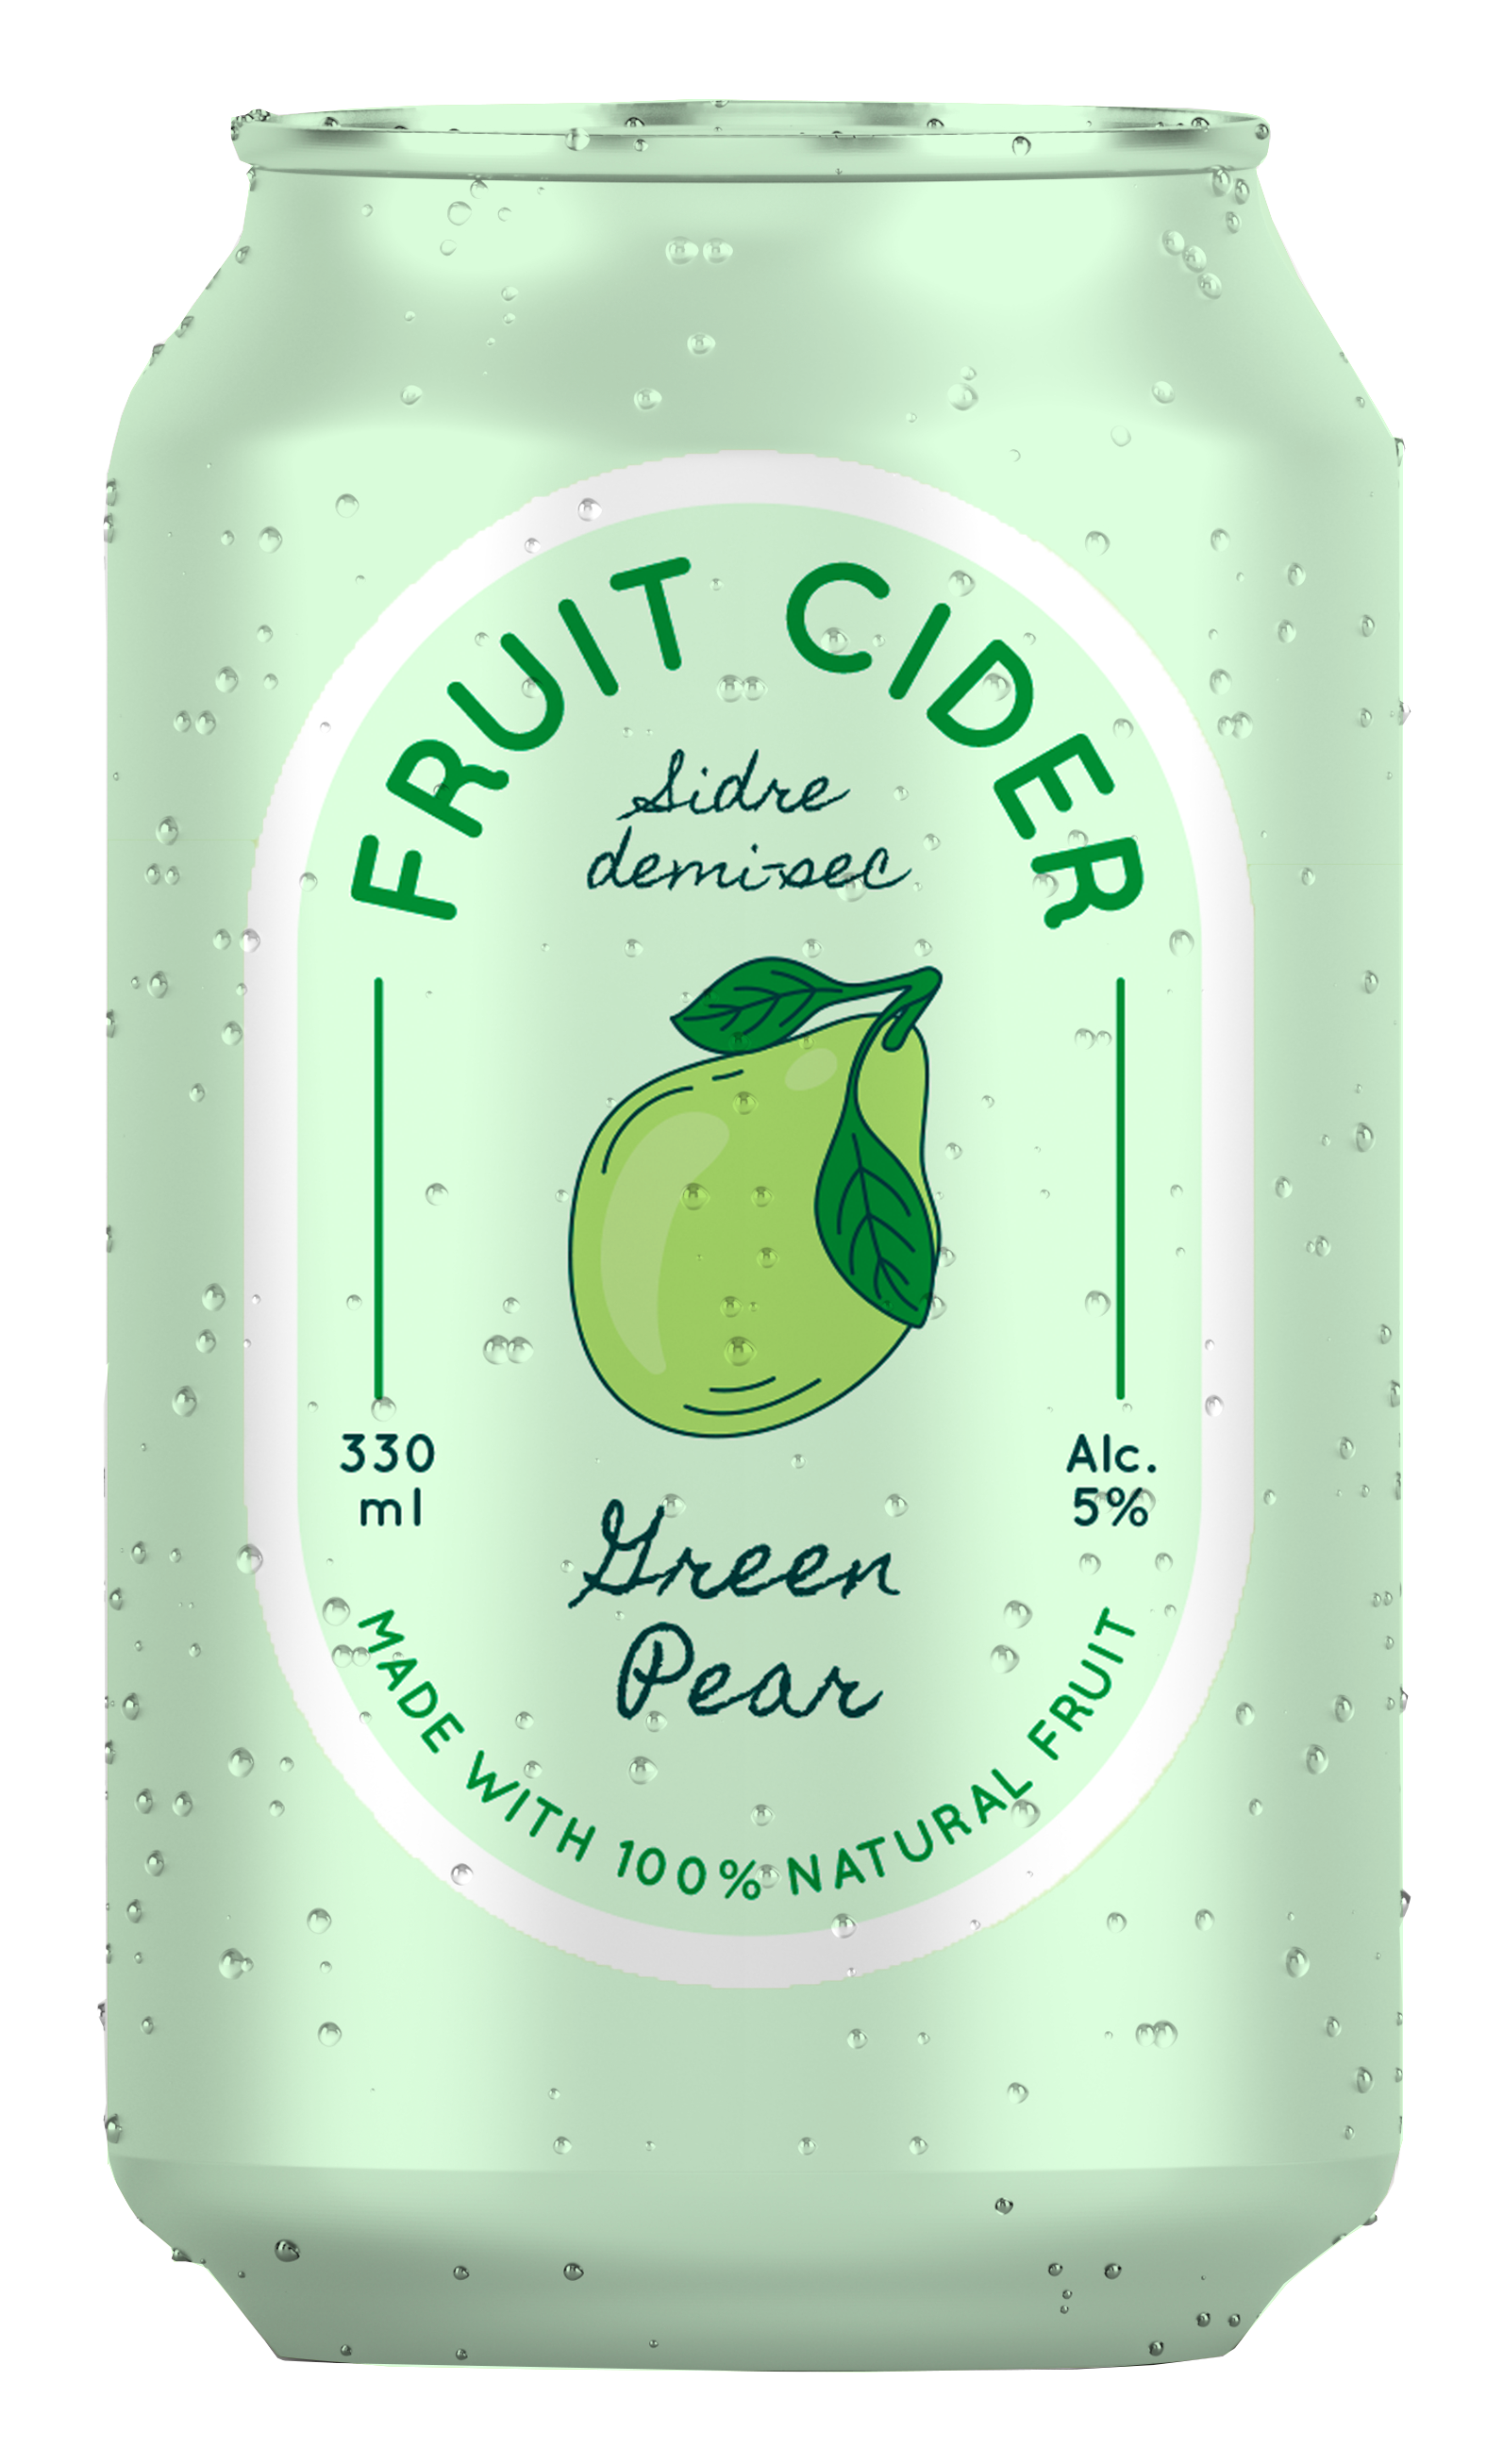 FRUIT CIDER
Sidre
demi-sec
330
ml
Alc.
5%
Green
Pear
MADE WITH 100% NATURAL FRUIT